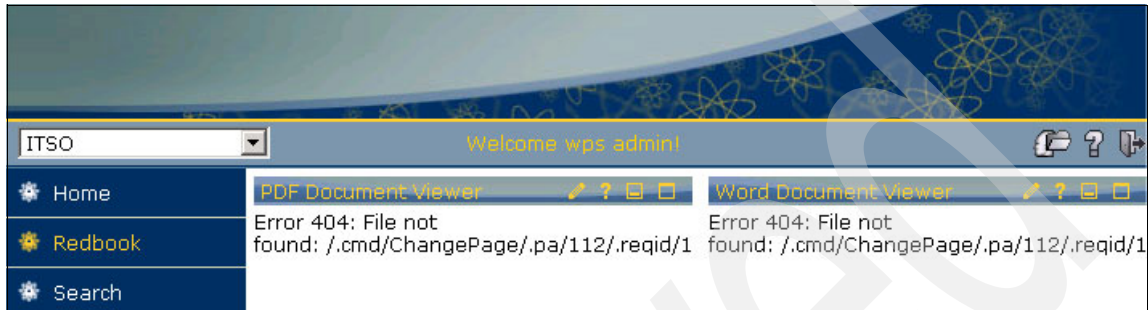 ITSO
Welcome wps admin!
Home
Redbook
Search
PDF Document Viewer
Error 404: File not
found: /.cmd/ChangePage/.pa/112/.reqid/1
Word Document Viewer
Error 404: File not
found: /.cmd/ChangePage/.pa/112/.reqid/1